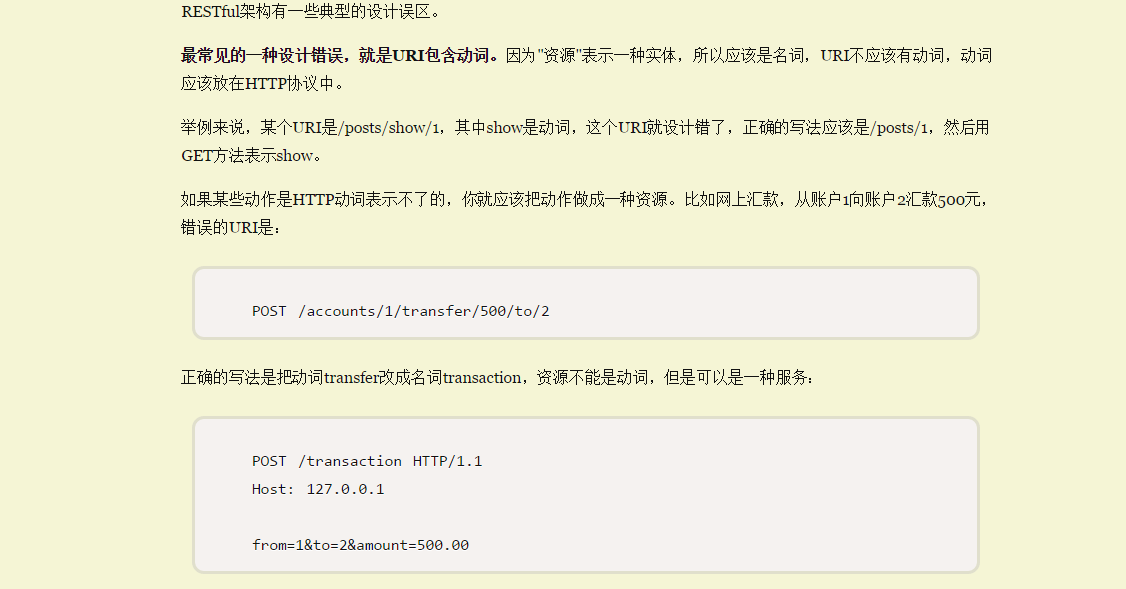 RESTful架构有一些典型的设计误区。
最常见的一种设计错误，就是URI包含动词。因为"资源"表示一种实体，所以应该是名词，URI不应该有动词，动词
应该放在HTTP协议中。
举例来说，某个URI是/posts/show/1，其中show是动词，这个URI就设计错了，正确的写法应该是/posts/1，然后用
GET方法表示show。
如果某些动作是HTTP动词表示不了的，你就应该把动作做成一种资源。比如网上汇款，从账户1向账户2汇款500元，
错误的URI是：
POST /accounts/1/transfer/500/to/2
正确的写法是把动词transfer改成名词transaction，资源不能是动词，但是可以是一种服务：
POST /transaction HTTP/1.1
Host: 127.0.0.1
from=1&to=2&amount=500.00